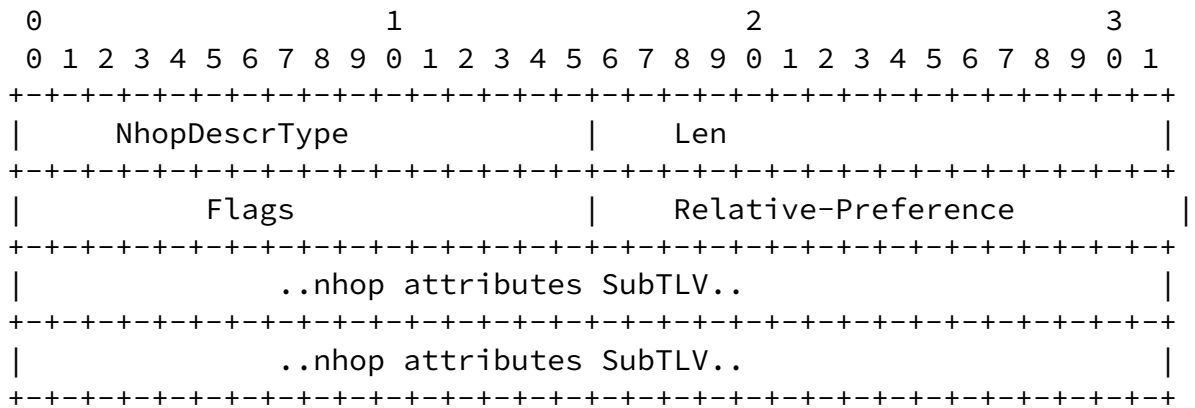 0                   1                   2                   3
 0 1 2 3 4 5 6 7 8 9 0 1 2 3 4 5 6 7 8 9 0 1 2 3 4 5 6 7 8 9 0 1
+-+-+-+-+-+-+-+-+-+-+-+-+-+-+-+-+-+-+-+-+-+-+-+-+-+-+-+-+-+-+-+-+
|     NhopDescrType             |    Len                        |
+-+-+-+-+-+-+-+-+-+-+-+-+-+-+-+-+-+-+-+-+-+-+-+-+-+-+-+-+-+-+-+-+
|          Flags                |    Relative-Preference         |
+-+-+-+-+-+-+-+-+-+-+-+-+-+-+-+-+-+-+-+-+-+-+-+-+-+-+-+-+-+-+-+-+
|              ..nhop attributes SubTLV..                       |
+-+-+-+-+-+-+-+-+-+-+-+-+-+-+-+-+-+-+-+-+-+-+-+-+-+-+-+-+-+-+-+-+
|              ..nhop attributes SubTLV..                       |
+-+-+-+-+-+-+-+-+-+-+-+-+-+-+-+-+-+-+-+-+-+-+-+-+-+-+-+-+-+-+-+-+